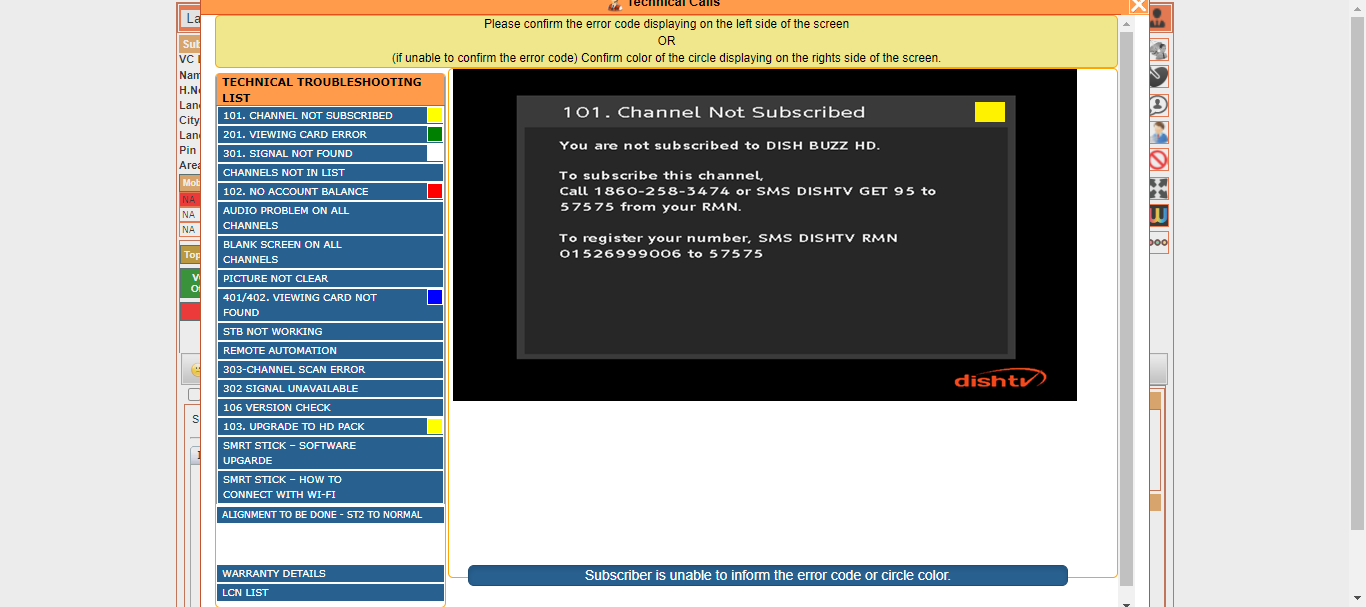 Technical Calls
Please confirm the error code displaying on the left side of the screen
OR
(if unable to confirm the error code) Confirm color of the circle displaying on the rights side of the screen.
La
Sub
VC
Nam
H.No
Land
City
Land
Pin
Area
Mob
NA
NA
NA
Top
V
O
S
TECHNICAL TROUBLESHOOTING
LIST
101. CHANNEL NOT SUBSCRIBED
201. VIEWING CARD ERROR
301. SIGNAL NOT FOUND
CHANNELS NOT IN LIST
102. NO ACCOUNT BALANCE
AUDIO PROBLEM ON ALL
CHANNELS
BLANK SCREEN ON ALL
CHANNELS
PICTURE NOT CLEAR
401/402. VIEWING CARD NOT
FOUND
STB NOT WORKING
REMOTE AUTOMATION
303-CHANNEL SCAN ERROR
302 SIGNAL UNAVAILABLE
106 VERSION CHECK
103. UPGRADE TO HD PACK
SMRT STICK – SOFTWARE
UPGARDE
SMRT STICK – HOW TO
CONNECT WITH WI-FI
ALIGNMENT TO BE DONE - ST2 TO NORMAL
WARRANTY DETAILS
LCN LIST
101. Channel Not Subscribed
You are not subscribed to DISH BUZZ HD.
To subscribe this channel,
Call 1860-258-3474 or SMS DISHTV GET 95 to
57575 from your RMN.
To register your number, SMS DISHTV RMN
01526999006 to 57575
dishtv
Subscriber is unable to inform the error code or circle color.